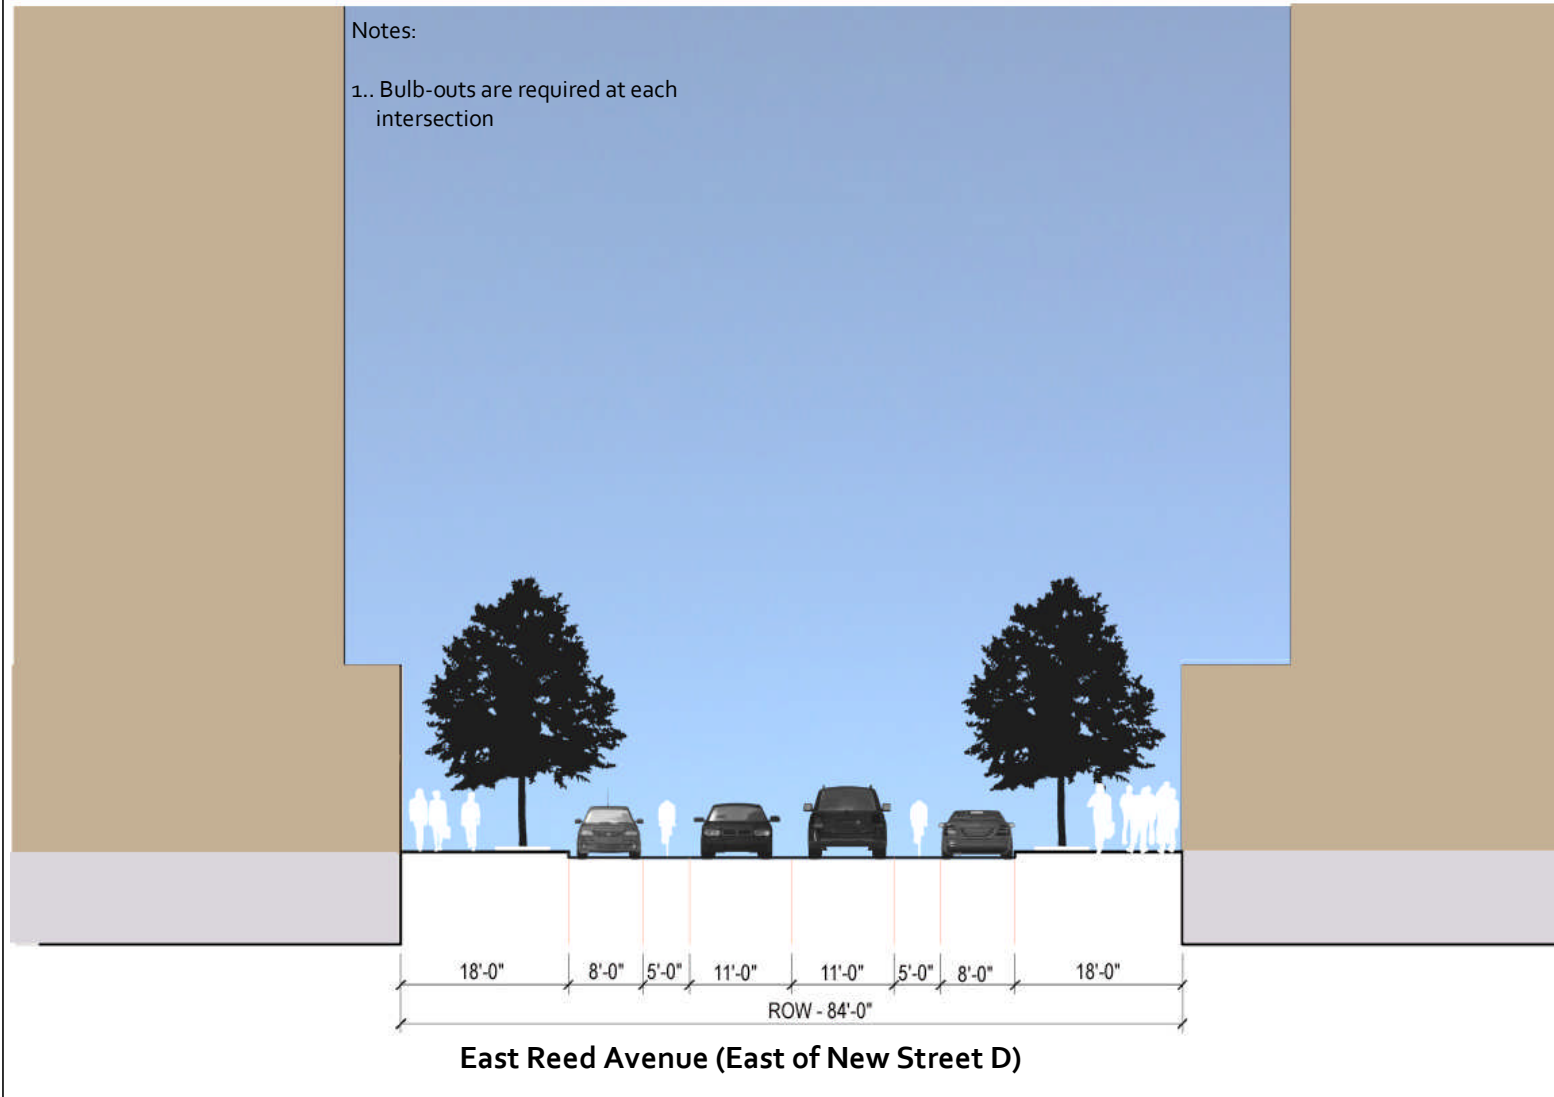 Notes:
1.. Bulb-outs are required at each
intersection
18'-0" 8'-0" 5'-0" 11'-0" 11'-0" 5'-0" 8'-0" 18'-0"
ROW - 84'-0"
East Reed Avenue (East of New Street D)